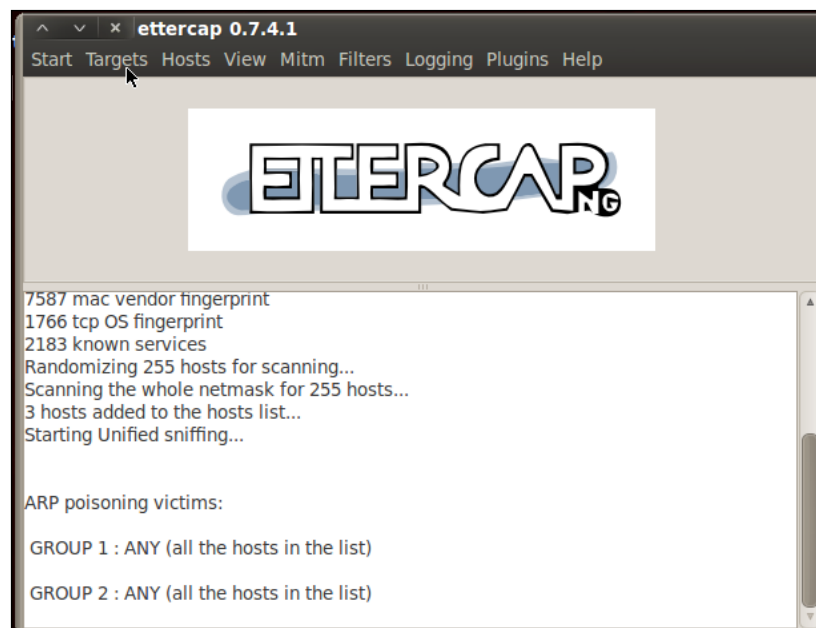 ettercap 0.7.4.1
Start Targets Hosts View Mitm Filters Logging Plugins Help
ETTERCAP
NG
7587 mac vendor fingerprint
1766 tcp OS fingerprint
2183 known services
Randomizing 255 hosts for scanning...
Scanning the whole netmask for 255 hosts...
3 hosts added to the hosts list...
Starting Unified sniffing...
ARP poisoning victims:
GROUP 1 : ANY (all the hosts in the list)
GROUP 2 : ANY (all the hosts in the list)